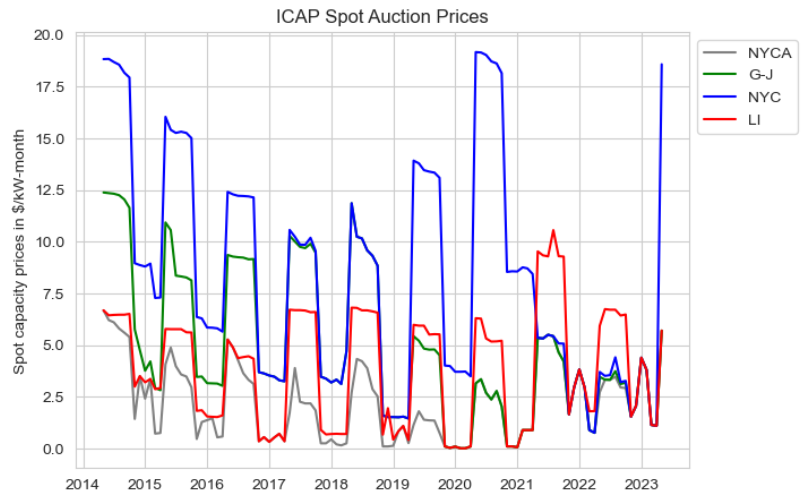 ICAP Spot Auction Prices
Spot capacity prices in $/kW-month
20.0
17.5
15.0
12.5
10.0
7.5
5.0
2.5
0.0
2014 2015 2016 2017 2018 2019 2020 2021 2022 2023
NYCA
G-J
NYC
LI